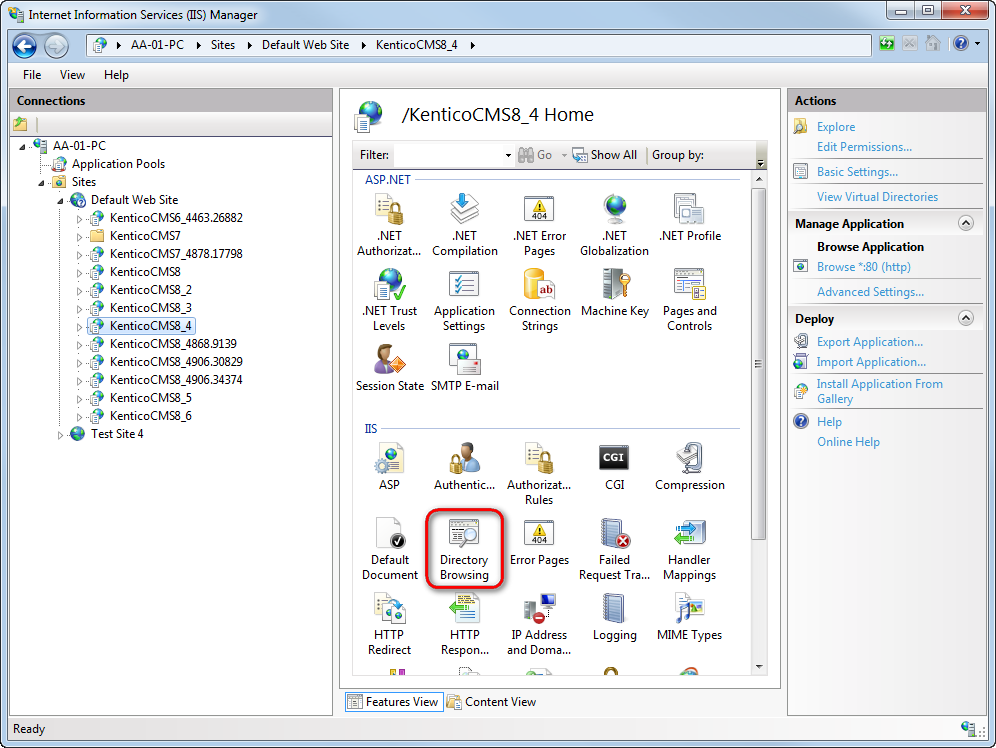 Internet Information Services (IIS) Manager
AA-01-PC
Sites
Default Web Site
KenticoCMS8_4
File
View
Help
Connections
AA-01-PC
Application Pools
Sites
Default Web Site
KenticoCMS6_4463.26882
KenticoCMS7
KenticoCMS7_4878.17798
KenticoCMS8
KenticoCMS8_2
KenticoCMS8_3
KenticoCMS8_4
KenticoCMS8_4868.9139
KenticoCMS8_4906.30829
KenticoCMS8_4906.34374
KenticoCMS8_5
KenticoCMS8_6
Test Site 4
/KenticoCMS8_4 Home
Filter:
Go
Show All
Group by:
ASP.NET
.NET
Authorizat...
.NET
Compilation
404
.NET Error
Pages
.NET
Globalization
.NET Profile
.NET Trust
Levels
Application
Settings
ab
Connection
Strings
Machine Key
Pages and
Controls
Session State
SMTP E-mail
IIS
ASP
Authentic...
Authorizat...
Rules
CGI
CGI
Compression
Default
Document
Directory
Browsing
404
Error Pages
Failed
Request Tra...
Handler
Mappings
HTTP
Redirect
HTTP
Respon...
IP Address
and Doma...
Logging
MIME Types
Features View
Content View
Actions
Explore
Edit Permissions...
Basic Settings...
View Virtual Directories
Manage Application
Browse Application
Browse *:80 (http)
Advanced Settings...
Deploy
Export Application...
Import Application...
Install Application From
Gallery
Help
Online Help
Ready